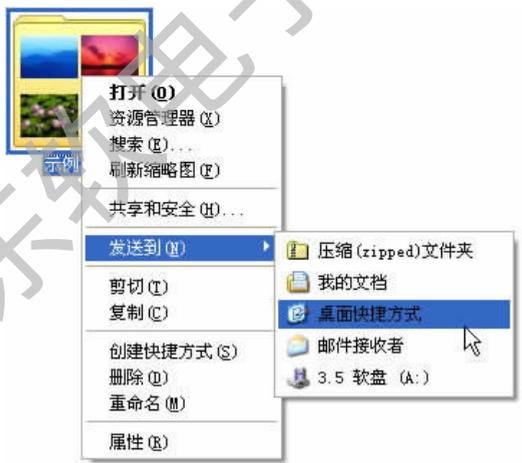 示例
打开(O)
资源管理器(X)
搜索(E)...
刷新缩略图(F)
共享和安全(H)...
发送到(N)
剪切(T)
复制(C)
创建快捷方式(S)
删除(D)
重命名(M)
属性(R)
压缩(zipped)文件夹
我的文档
桌面快捷方式
邮件接收者
3.5 软盘 (A:)